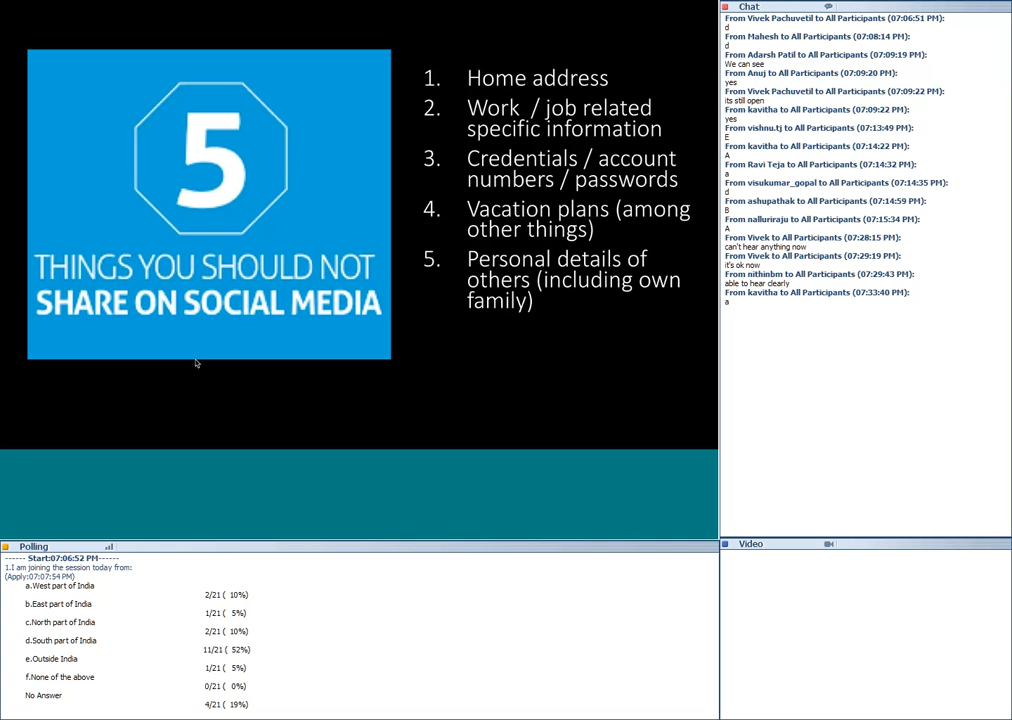 5
THINGS YOU SHOULD NOT
SHARE ON SOCIAL MEDIA
1. Home address
2. Work / job related
specific information
3. Credentials / account
numbers / passwords
4. Vacation plans (among
other things)
5. Personal details of
others (including own
family)
Chat
From Vivek Pachuvetil to All Participants (07:06:51 PM):
d
From Mahesh to All Participants (07:08:14 PM):
d
From Adarsh Patil to All Participants (07:09:19 PM):
We can see
From Anuj to All Participants (07:09:20 PM):
yes
From Vivek Pachuvetil to All Participants (07:09:22 PM):
its still open
From kavitha to All Participants (07:09:22 PM):
yes
From vishnu.tj to All Participants (07:13:49 PM):
E
From kavitha to All Participants (07:14:22 PM):
A
From Ravi Teja to All Participants (07:14:32 PM):
a
From visukumar_gopal to All Participants (07:14:35 PM):
d
From ashupathak to All Participants (07:14:59 PM):
B
From nalluriraju to All Participants (07:15:34 PM):
A
From Vivek to All Participants (07:28:15 PM):
can't hear anything now
From Vivek to All Participants (07:29:19 PM):
it's ok now
From nithinbm to All Participants (07:29:43 PM):
able to hear clearly
From kavitha to All Participants (07:33:40 PM):
a
Polling
------ Start:07:06:52 PM------
1.I am joining the session today from:
(Apply:07:07:54 PM)
a.West part of India
2/21 ( 10%)
b.East part of India
1/21 ( 5%)
c.North part of India
2/21 ( 10%)
d.South part of India
11/21 ( 52%)
e.Outside India
1/21 ( 5%)
f.None of the above
0/21 ( 0%)
No Answer
4/21 ( 19%)
Video